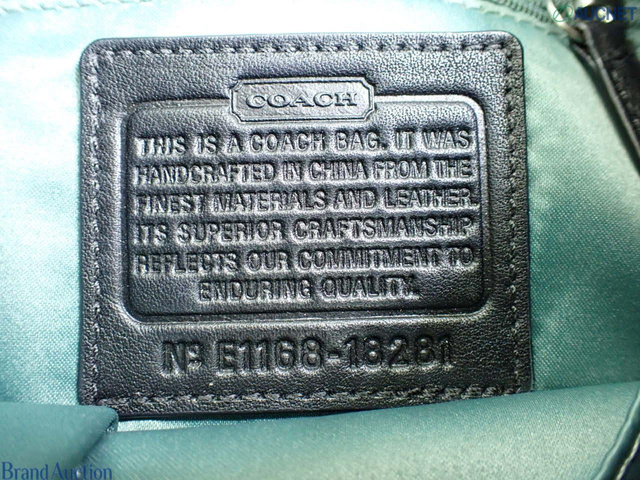 AUCNET
COACH
THIS IS A COACH BAG. IT WAS
HANDCRAFTED IN CHINA FROM THE
FINEST MATERIALS AND LEATHER.
ITS SUPERIOR CRAFTSMANSHIP
REFLECTS OUR COMMITMENT TO
ENDURING QUALITY.
Nº E1168-18281
Brand Auction